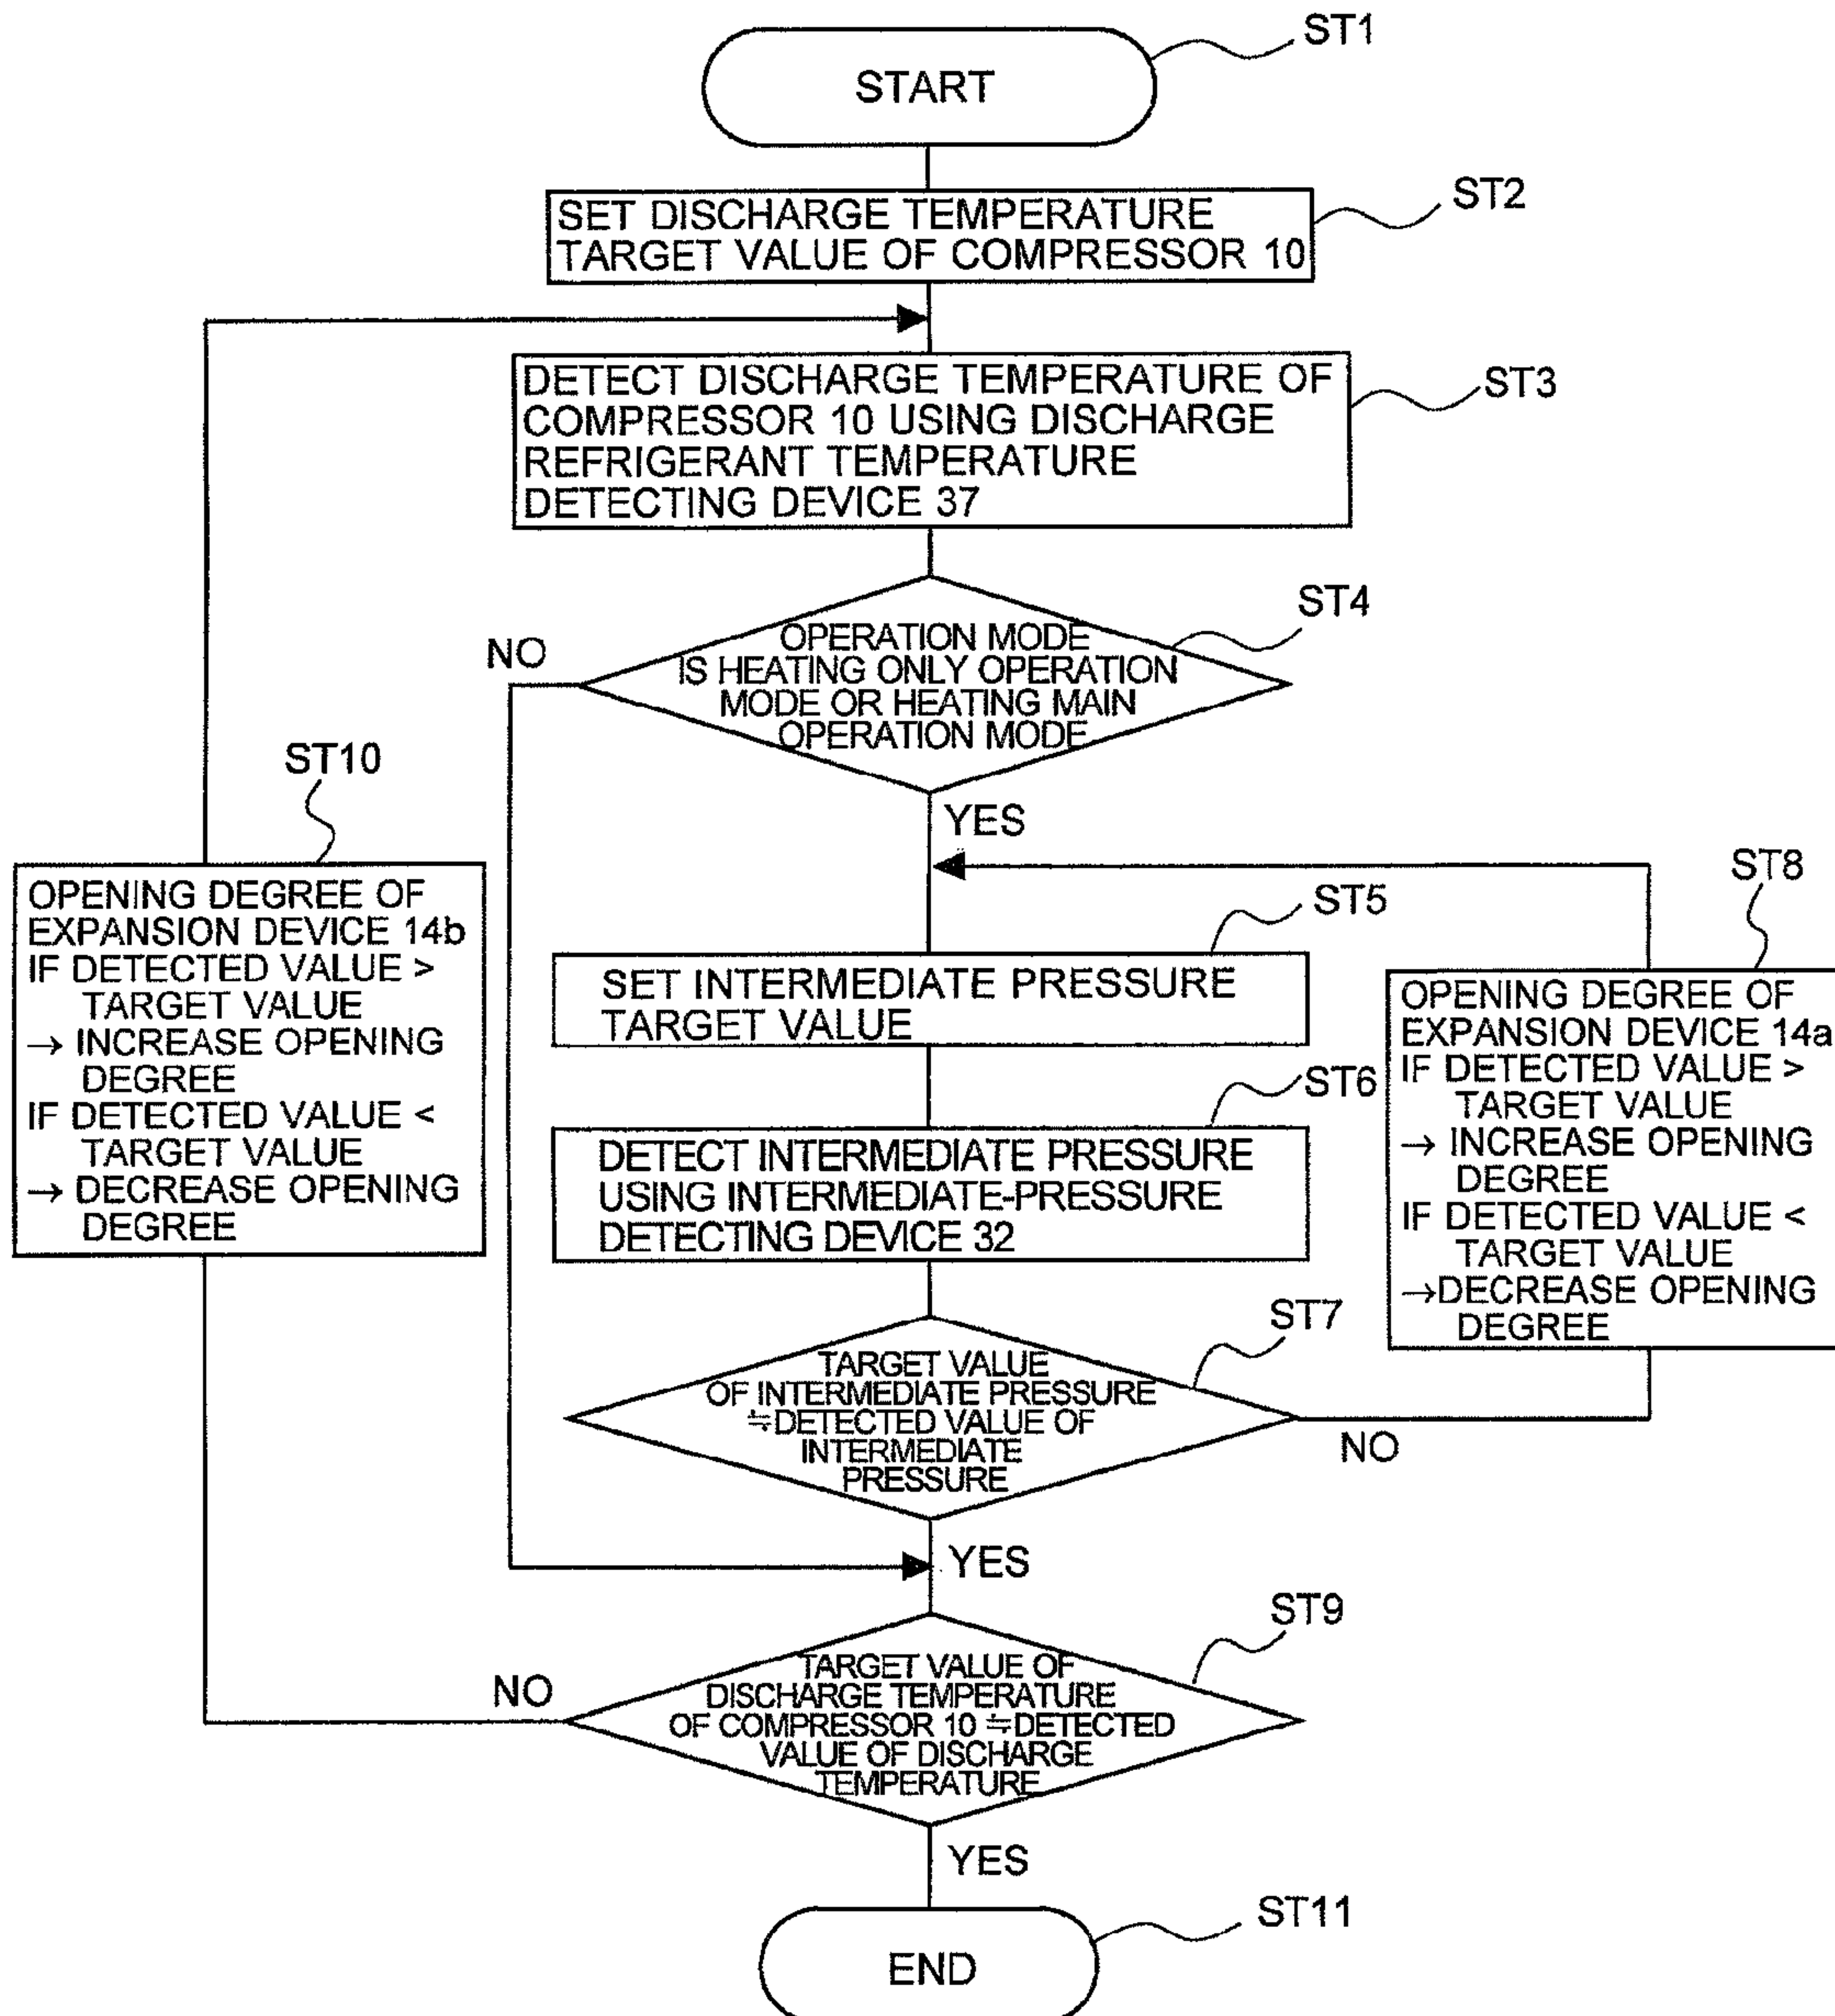 START
ST1
SET DISCHARGE TEMPERATURE
TARGET VALUE OF COMPRESSOR 10
ST2
DETECT DISCHARGE TEMPERATURE OF
COMPRESSOR 10 USING DISCHARGE
REFRIGERANT TEMPERATURE
DETECTING DEVICE 37
ST3
OPERATION MODE
IS HEATING ONLY OPERATION
MODE OR HEATING MAIN
OPERATION MODE
ST4
NO
YES
SET INTERMEDIATE PRESSURE
TARGET VALUE
ST5
DETECT INTERMEDIATE PRESSURE
USING INTERMEDIATE-PRESSURE
DETECTING DEVICE 32
ST6
TARGET VALUE
OF INTERMEDIATE PRESSURE
≒DETECTED VALUE OF
INTERMEDIATE
PRESSURE
ST7
NO
YES
ST8
OPENING DEGREE OF
EXPANSION DEVICE 14a
IF DETECTED VALUE >
TARGET VALUE
→ INCREASE OPENING
DEGREE
IF DETECTED VALUE <
TARGET VALUE
→DECREASE OPENING
DEGREE
TARGET VALUE OF
DISCHARGE TEMPERATURE
OF COMPRESSOR 10 ≒DETECTED
VALUE OF DISCHARGE
TEMPERATURE
ST9
NO
YES
ST10
OPENING DEGREE OF
EXPANSION DEVICE 14b
IF DETECTED VALUE >
TARGET VALUE
→ INCREASE OPENING
DEGREE
IF DETECTED VALUE <
TARGET VALUE
→ DECREASE OPENING
DEGREE
END
ST11